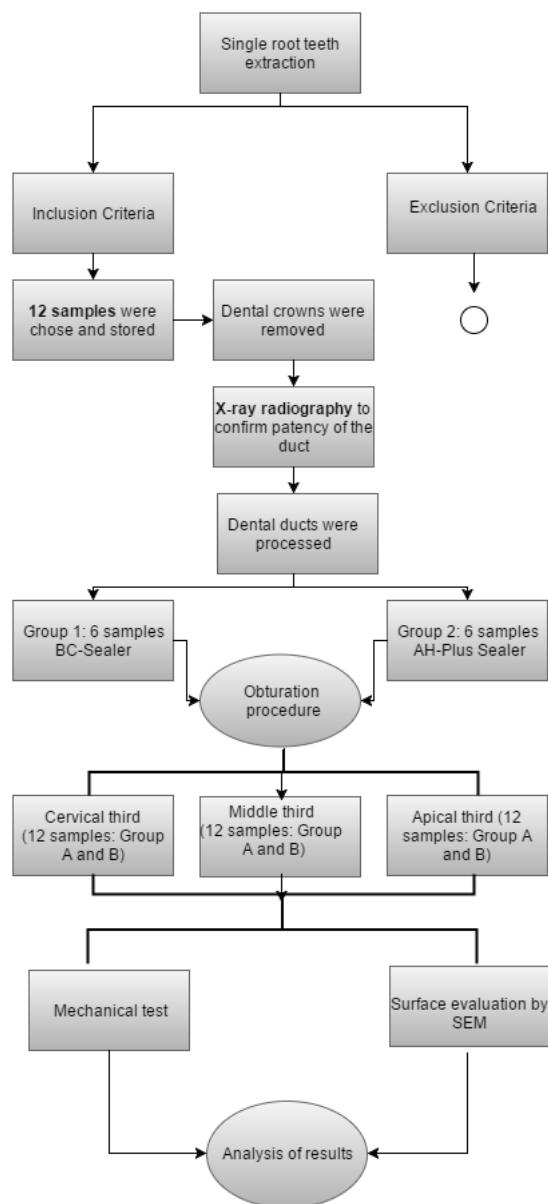 Single root teeth
extraction
Inclusion Criteria
Exclusion Criteria
12 samples were
chose and stored
Dental crowns were
removed
X-ray radiography to
confirm patency of the
duct
Dental ducts were
processed
Group 1: 6 samples
BC-Sealer
Group 2: 6 samples
AH-Plus Sealer
Obturation
procedure
Cervical third
(12 samples: Group
A and B)
Middle third
(12 samples: Group
A and B)
Apical third (12
samples: Group A
and B)
Mechanical test
Surface evaluation by
SEM
Analysis of results